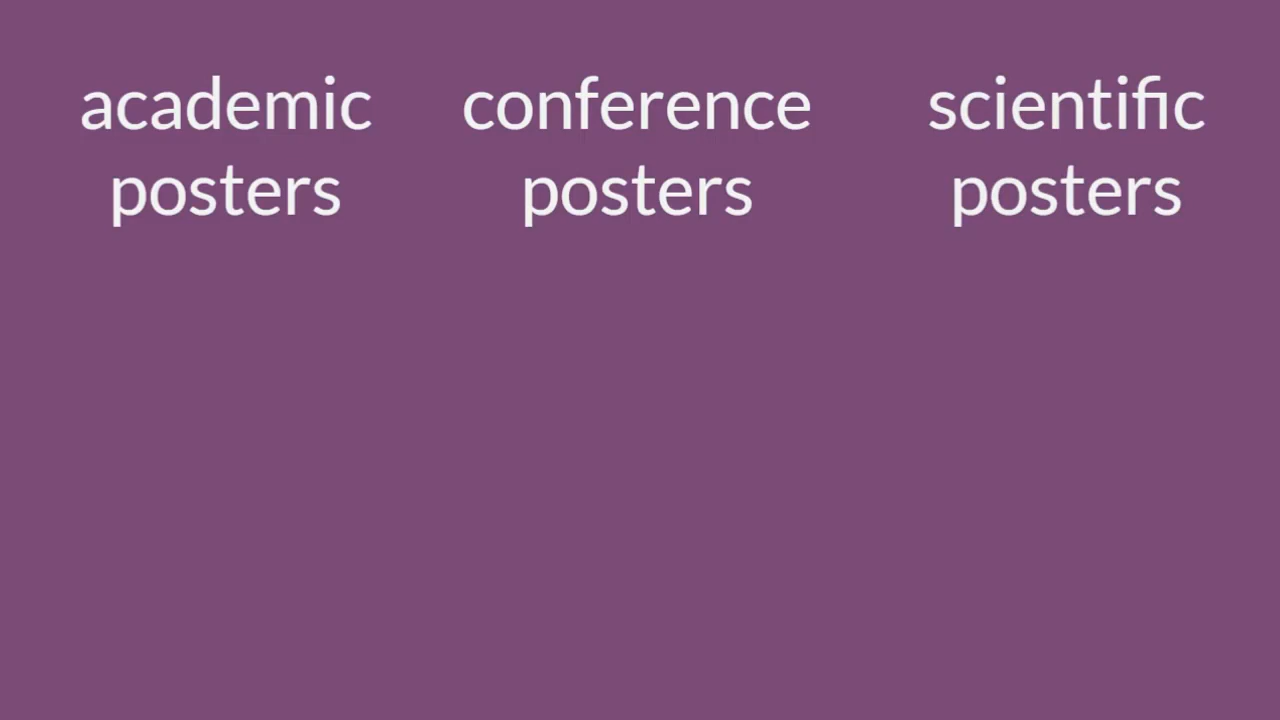 academic
posters
conference
posters
scientific
posters